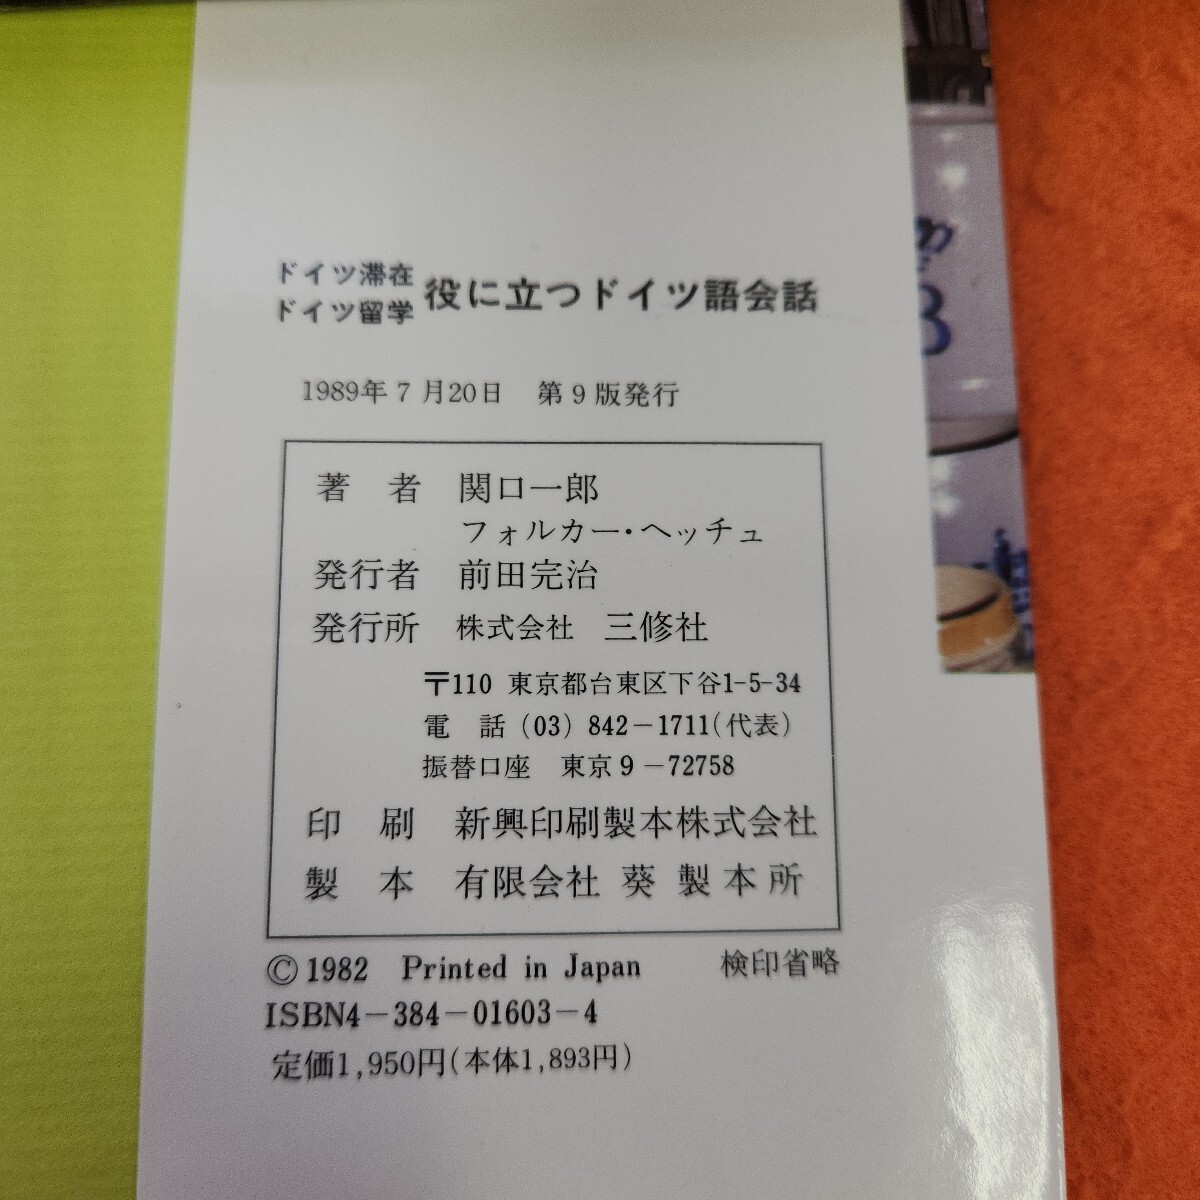 ドイツ滞在
ドイツ留学 役に立つドイツ語会話
1989年7月20日 第9版発行
著者 関口一郎
フォルカー・ヘッチュ
発行者 前田完治
発行所 株式会社 三修社
〒110 東京都台東区下谷1-5-34
電話 (03) 842-1711(代表)
振替口座 東京9-72758
印刷 新興印刷製本株式会社
製本 有限会社 葵製本所
©1982 Printed in Japan 検印省略
ISBN4-384-01603-4
定価1,950円(本体1,893円)